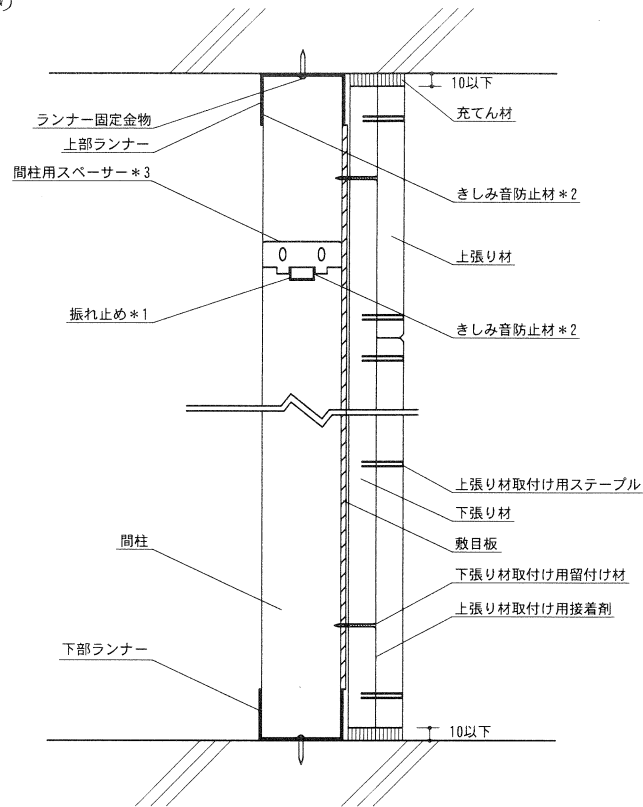 り
ランナー固定金物
上部ランナー
間柱用スペーサー*3
振れ止め*1
間柱
下部ランナー
10以下
充てん材
きしみ音防止材*2
上張り材
きしみ音防止材*2
上張り材取付け用ステープル
下張り材
敷目板
下張り材取付け用留付け材
上張り材取付け用接着剤
10以下